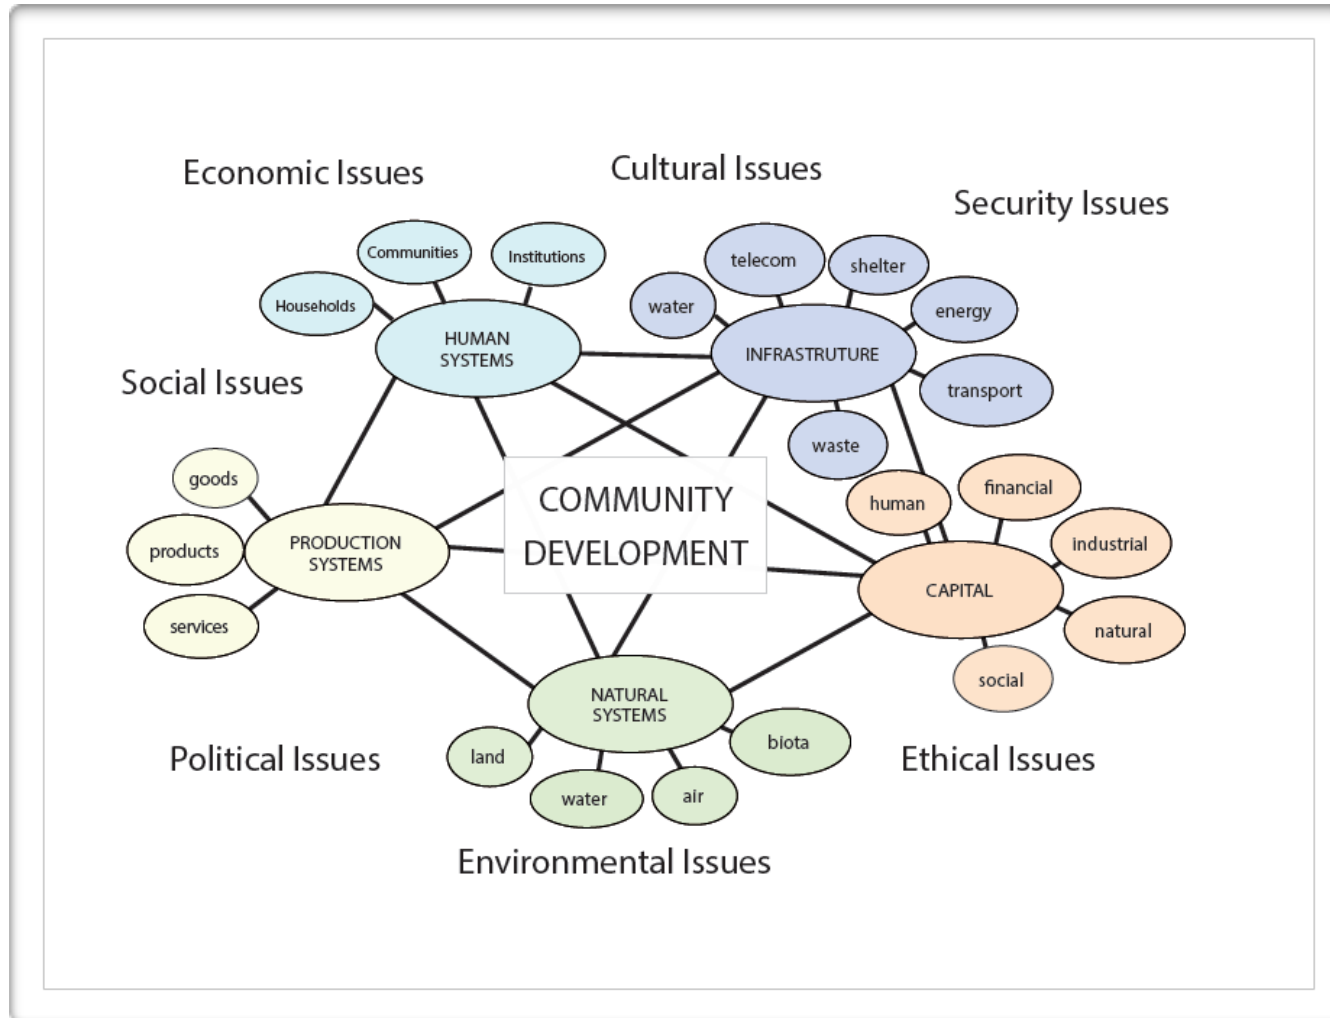 Economic Issues
Cultural Issues
Security Issues
Communities
Institutions
Households
HUMAN
SYSTEMS
telecom
shelter
water
energy
INFRASTRUTURE
transport
waste
Social Issues
goods
products
services
PRODUCTION
SYSTEMS
COMMUNITY
DEVELOPMENT
human
financial
industrial
CAPITAL
natural
social
NATURAL
SYSTEMS
land
water
air
biota
Political Issues
Ethical Issues
Environmental Issues